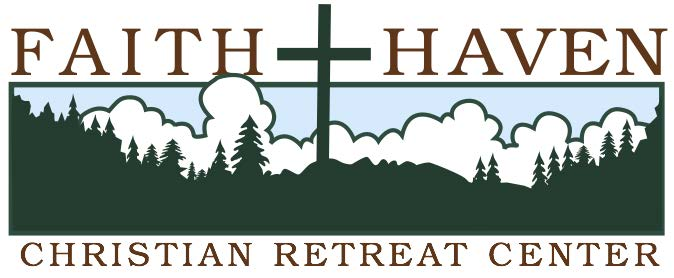 FAITH HAVEN
CHRISTIAN RETREAT CENTER